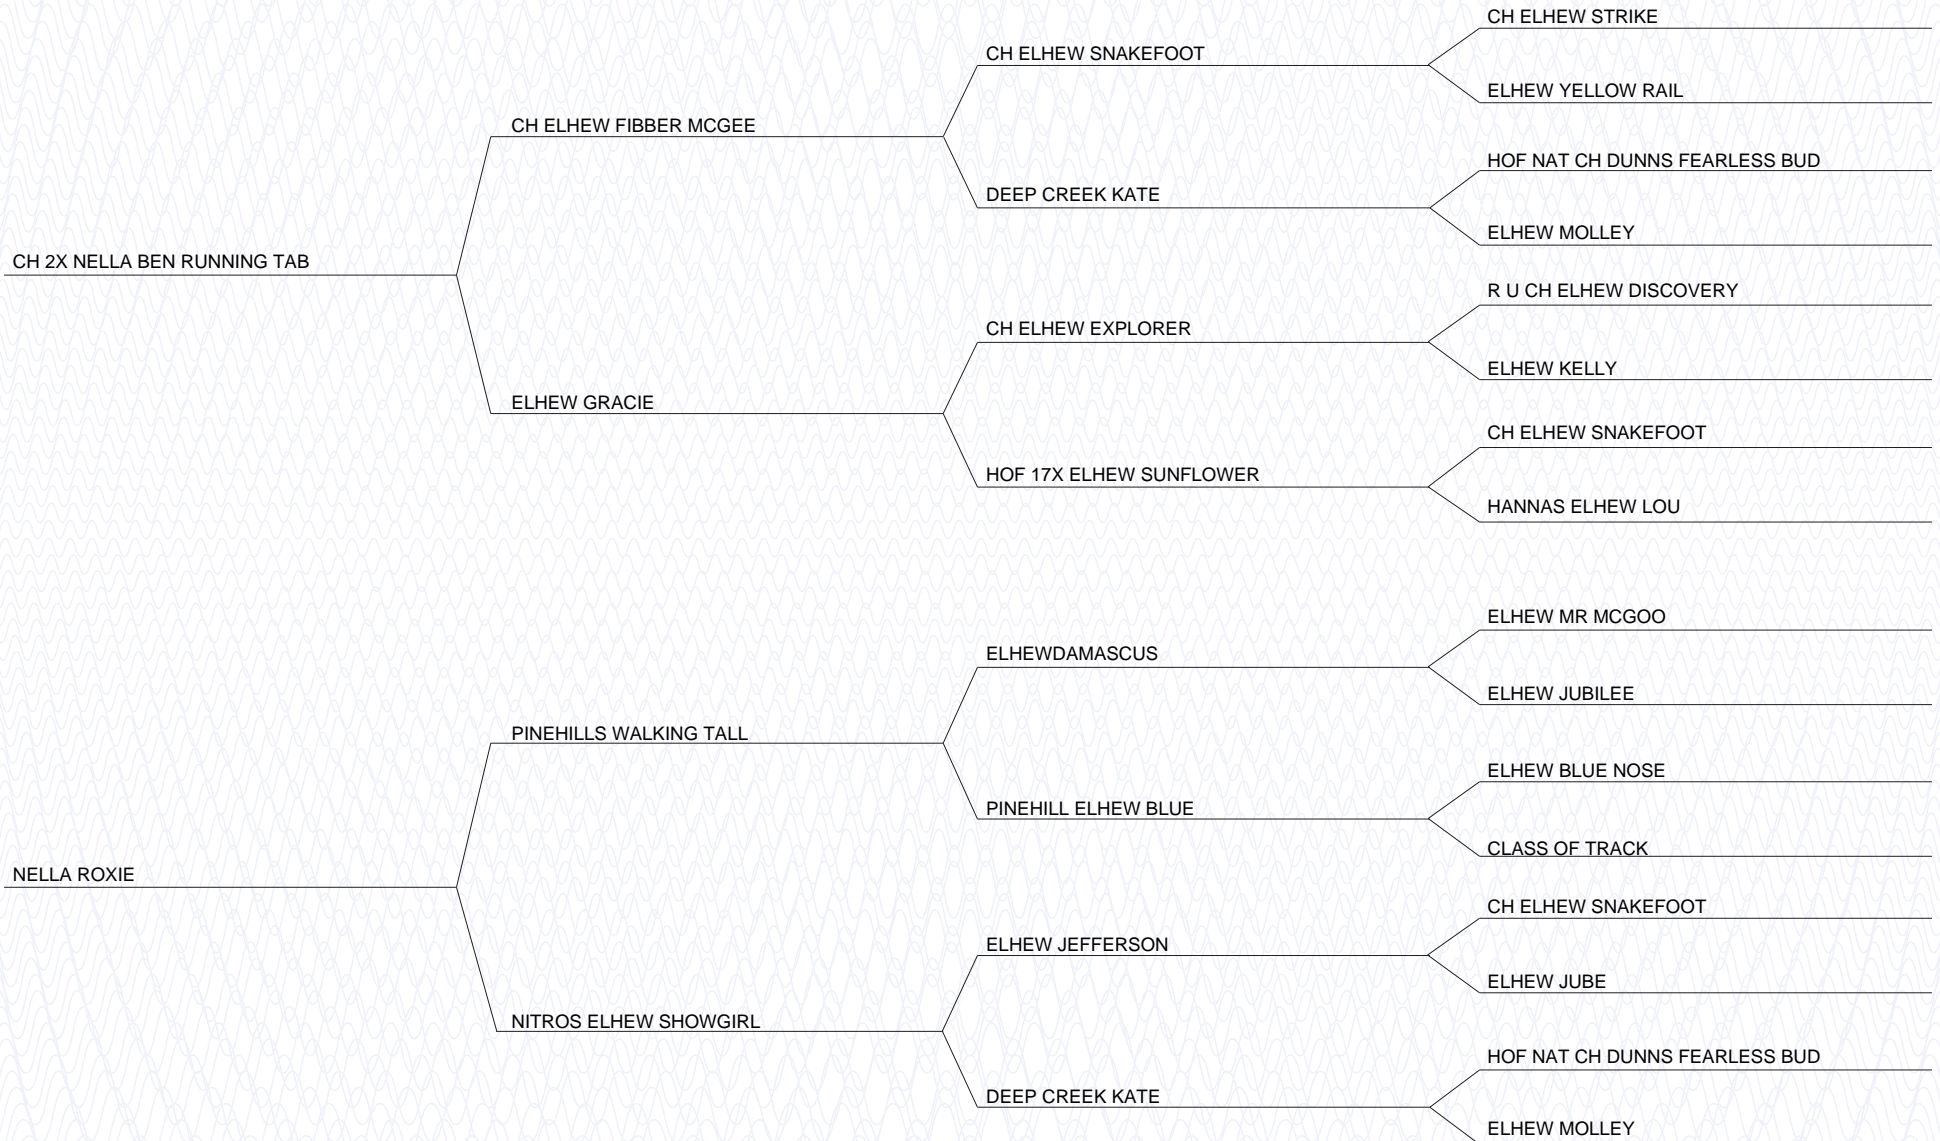 CH ELHEW STRIKE
CH ELHEW SNAKEFOOT
ELHEW YELLOW RAIL
CH ELHEW FIBBER MCGEE
HOF NAT CH DUNNS FEARLESS BUD
DEEP CREEK KATE
ELHEW MOLLEY
CH 2X NELLA BEN RUNNING TAB
R U CH ELHEW DISCOVERY
CH ELHEW EXPLORER
ELHEW KELLY
ELHEW GRACIE
CH ELHEW SNAKEFOOT
HOF 17X ELHEW SUNFLOWER
HANNAS ELHEW LOU
ELHEW MR MCGOO
ELHEWDAMASCUS
ELHEW JUBILEE
PINEHILLS WALKING TALL
ELHEW BLUE NOSE
PINEHILL ELHEW BLUE
CLASS OF TRACK
NELLA ROXIE
CH ELHEW SNAKEFOOT
ELHEW JEFFERSON
ELHEW JUBE
NITROS ELHEW SHOWGIRL
HOF NAT CH DUNNS FEARLESS BUD
DEEP CREEK KATE
ELHEW MOLLEY